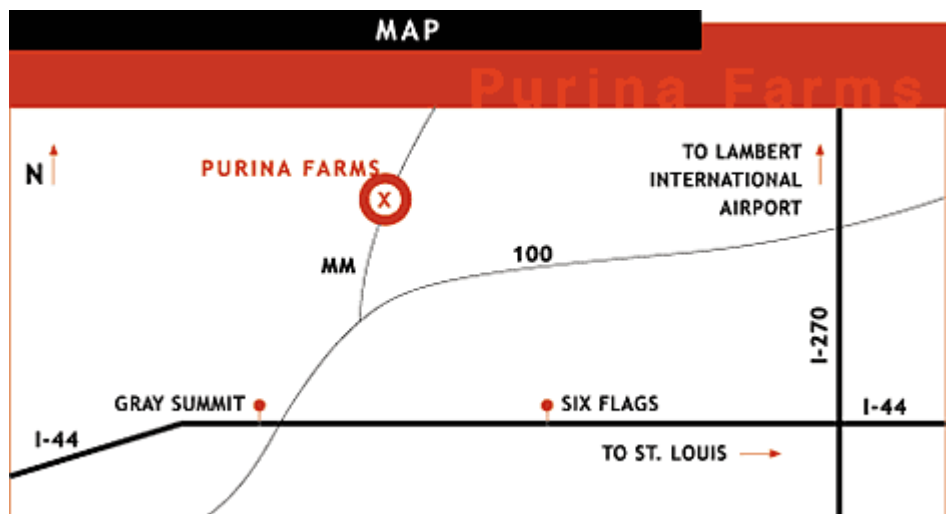 MAP
Purina Farms
N
PURINA FARMS
X
TO LAMBERT
INTERNATIONAL
AIRPORT
MM
100
I-270
GRAY SUMMIT
SIX FLAGS
I-44
I-44
TO ST. LOUIS